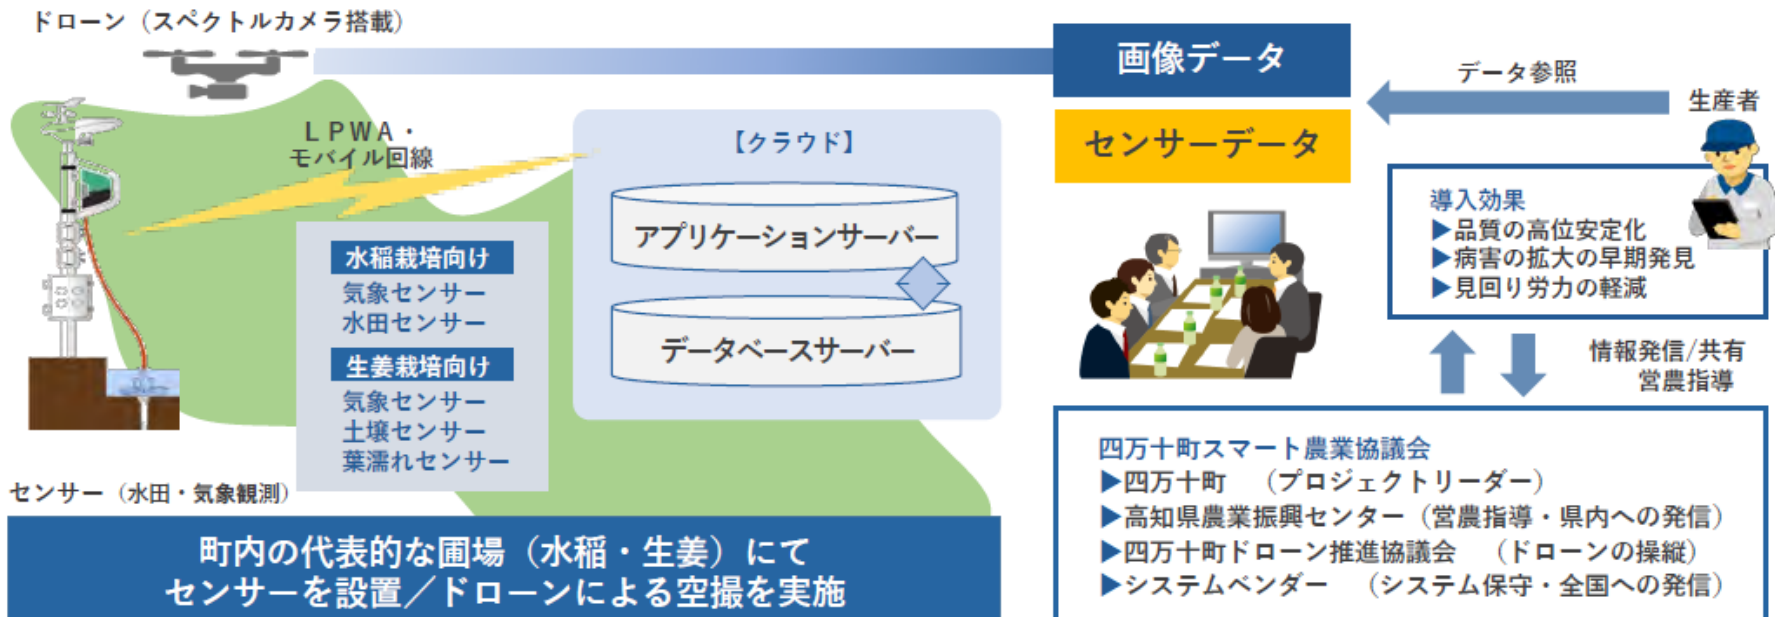 ドローン（スペクトルカメラ搭載）
ＬＰＷＡ・
モバイル回線
水稲栽培向け
気象センサー
水田センサー
生姜栽培向け
気象センサー
土壌センサー
葉濡れセンサー
センサー（水田・気象観測）
【クラウド】
アプリケーションサーバー
データベースサーバー
町内の代表的な圃場（水稲・生姜）にて
センサーを設置／ドローンによる空撮を実施
画像データ
センサーデータ
データ参照
生産者
導入効果
▶品質の高位安定化
▶病害の拡大の早期発見
▶見回り労力の軽減
情報発信/共有
営農指導
四万十町スマート農業協議会
▶四万十町　（プロジェクトリーダー）
▶高知県農業振興センター（営農指導・県内への発信）
▶四万十町ドローン推進協議会　（ドローンの操縦）
▶システムベンダー　（システム保守・全国への発信）